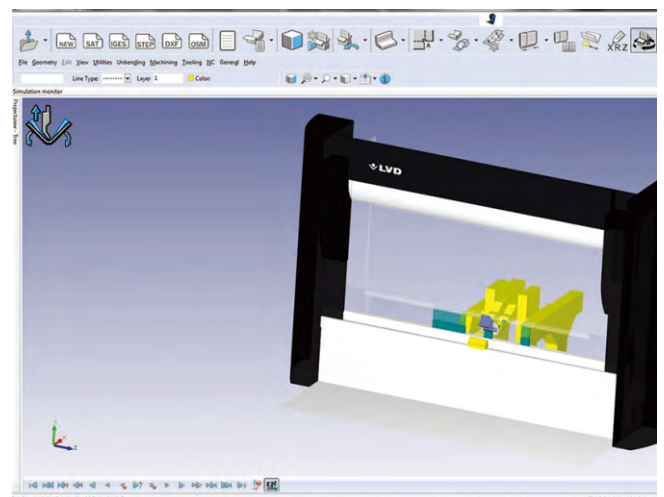 NEW SAT IGES STEP DXF OSM A XRZ
File Geometry Edit View Utilities Unbending Machining Tooling NC General Help
Line Type: Layer 1 Color:
Simulation monitor
Projectname - Tree
LVD